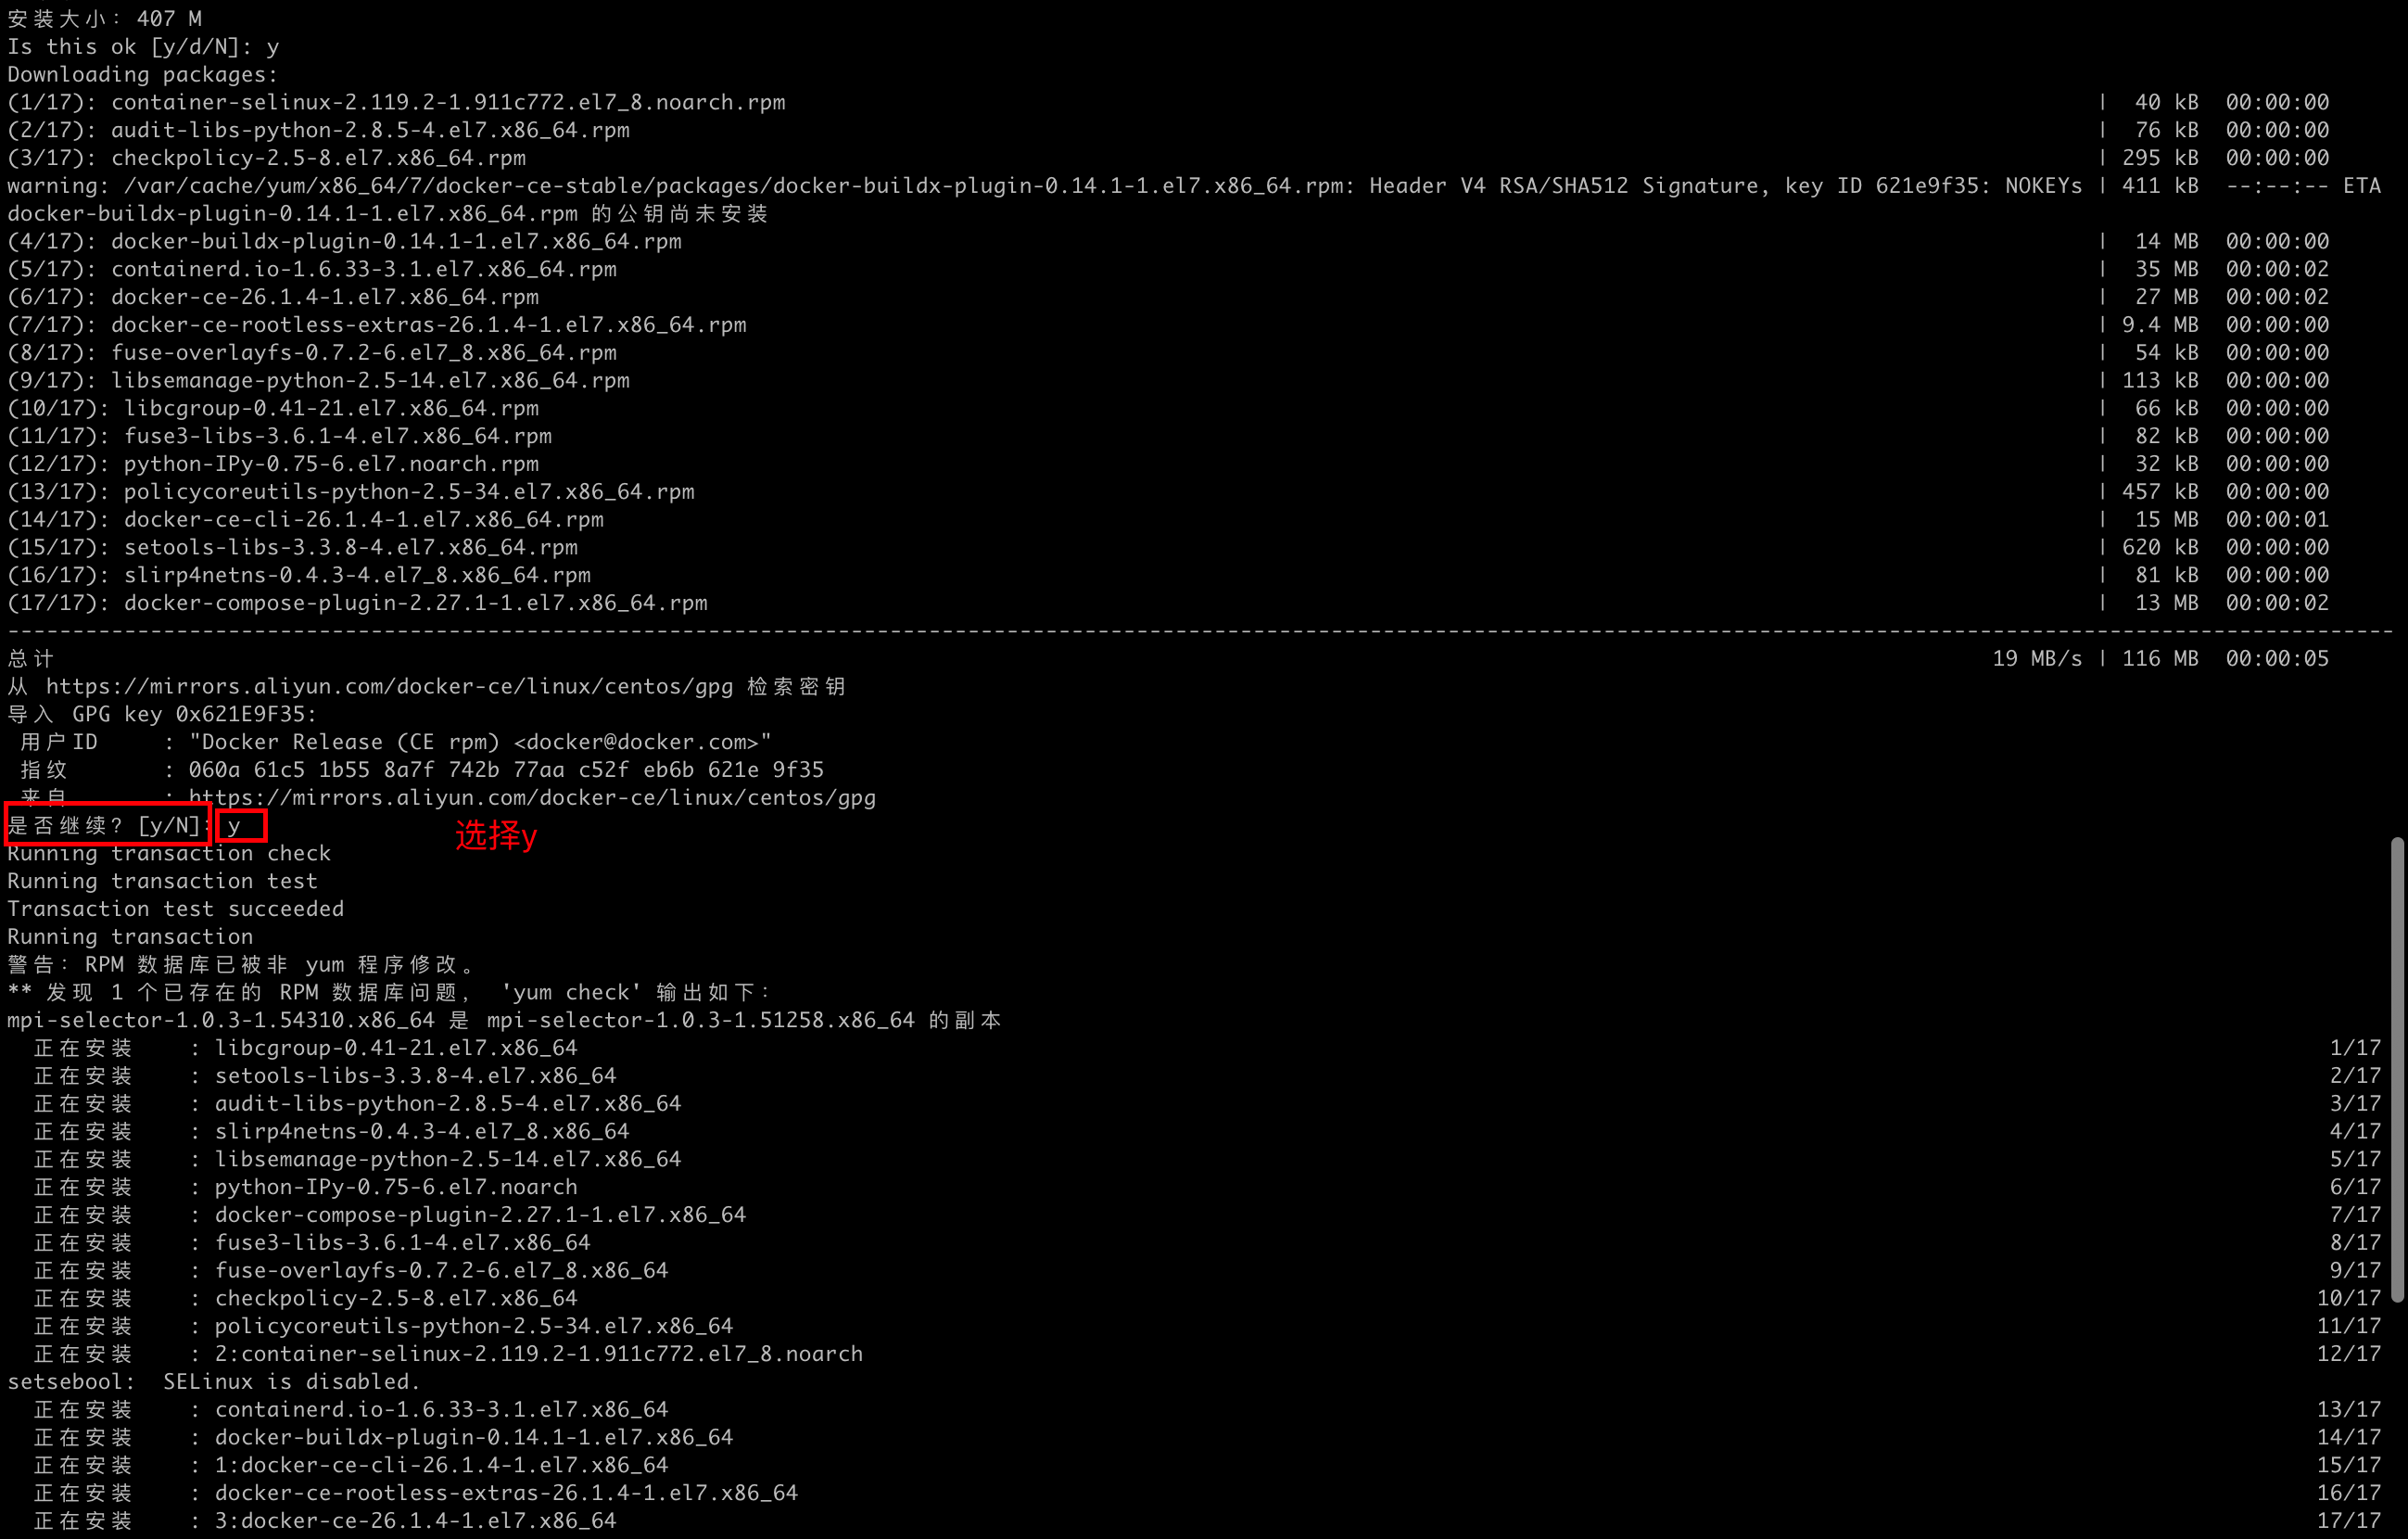 安装大小：407 M
Is this ok [y/d/N]: y
Downloading packages:
(1/17): container-selinux-2.119.2-1.911c772.el7_8.noarch.rpm | 40 kB 00:00:00
(2/17): audit-libs-python-2.8.5-4.el7.x86_64.rpm | 76 kB 00:00:00
(3/17): checkpolicy-2.5-8.el7.x86_64.rpm | 295 kB 00:00:00
warning: /var/cache/yum/x86_64/7/docker-ce-stable/packages/docker-buildx-plugin-0.14.1-1.el7.x86_64.rpm: Header V4 RSA/SHA512 Signature, key ID 621e9f35: NOKEYs | 411 kB --:--:-- ETA
docker-buildx-plugin-0.14.1-1.el7.x86_64.rpm 的公钥尚未安装
(4/17): docker-buildx-plugin-0.14.1-1.el7.x86_64.rpm | 14 MB 00:00:00
(5/17): containerd.io-1.6.33-3.1.el7.x86_64.rpm | 35 MB 00:00:02
(6/17): docker-ce-26.1.4-1.el7.x86_64.rpm | 27 MB 00:00:02
(7/17): docker-ce-rootless-extras-26.1.4-1.el7.x86_64.rpm | 9.4 MB 00:00:00
(8/17): fuse-overlayfs-0.7.2-6.el7_8.x86_64.rpm | 54 kB 00:00:00
(9/17): libsemanage-python-2.5-14.el7.x86_64.rpm | 113 kB 00:00:00
(10/17): libcgroup-0.41-21.el7.x86_64.rpm | 66 kB 00:00:00
(11/17): fuse3-libs-3.6.1-4.el7.x86_64.rpm | 82 kB 00:00:00
(12/17): python-IPy-0.75-6.el7.noarch.rpm | 32 kB 00:00:00
(13/17): policycoreutils-python-2.5-34.el7.x86_64.rpm | 457 kB 00:00:00
(14/17): docker-ce-cli-26.1.4-1.el7.x86_64.rpm | 15 MB 00:00:01
(15/17): setools-libs-3.3.8-4.el7.x86_64.rpm | 620 kB 00:00:00
(16/17): slirp4netns-0.4.3-4.el7_8.x86_64.rpm | 81 kB 00:00:00
(17/17): docker-compose-plugin-2.27.1-1.el7.x86_64.rpm | 13 MB 00:00:02
--------------------------------------------------------------------------------
总计 19 MB/s | 116 MB 00:00:05
从 https://mirrors.aliyun.com/docker-ce/linux/centos/gpg 检索密钥
导入 GPG key 0x621E9F35:
用户ID : "Docker Release (CE rpm) <docker@docker.com>"
指纹 : 060a 61c5 1b55 8a7f 742b 77aa c52f eb6b 621e 9f35
来自 : https://mirrors.aliyun.com/docker-ce/linux/centos/gpg
是否继续？[y/N]: y
选择y
Running transaction check
Running transaction test
Transaction test succeeded
Running transaction
警告：RPM 数据库已被非 yum 程序修改。
** 发现 1 个已存在的 RPM 数据库问题， 'yum check' 输出如下：
mpi-selector-1.0.3-1.54310.x86_64 是 mpi-selector-1.0.3-1.51258.x86_64 的副本
正在安装 : libcgroup-0.41-21.el7.x86_64 1/17
正在安装 : setools-libs-3.3.8-4.el7.x86_64 2/17
正在安装 : audit-libs-python-2.8.5-4.el7.x86_64 3/17
正在安装 : slirp4netns-0.4.3-4.el7_8.x86_64 4/17
正在安装 : libsemanage-python-2.5-14.el7.x86_64 5/17
正在安装 : python-IPy-0.75-6.el7.noarch 6/17
正在安装 : docker-compose-plugin-2.27.1-1.el7.x86_64 7/17
正在安装 : fuse3-libs-3.6.1-4.el7.x86_64 8/17
正在安装 : fuse-overlayfs-0.7.2-6.el7_8.x86_64 9/17
正在安装 : checkpolicy-2.5-8.el7.x86_64 10/17
正在安装 : policycoreutils-python-2.5-34.el7.x86_64 11/17
正在安装 : 2:container-selinux-2.119.2-1.911c772.el7_8.noarch 12/17
setsebool:  SELinux is disabled.
正在安装 : containerd.io-1.6.33-3.1.el7.x86_64 13/17
正在安装 : docker-buildx-plugin-0.14.1-1.el7.x86_64 14/17
正在安装 : 1:docker-ce-cli-26.1.4-1.el7.x86_64 15/17
正在安装 : docker-ce-rootless-extras-26.1.4-1.el7.x86_64 16/17
正在安装 : 3:docker-ce-26.1.4-1.el7.x86_64 17/17